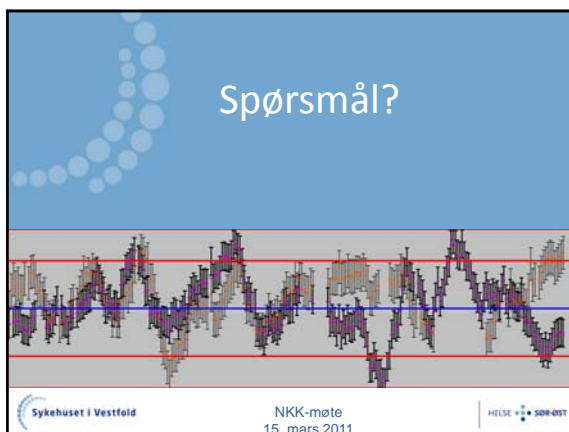 Spørsmål?
Sykehuset i Vestfold
NKK-møte
15. mars 2011
HELSE SØR-ØST